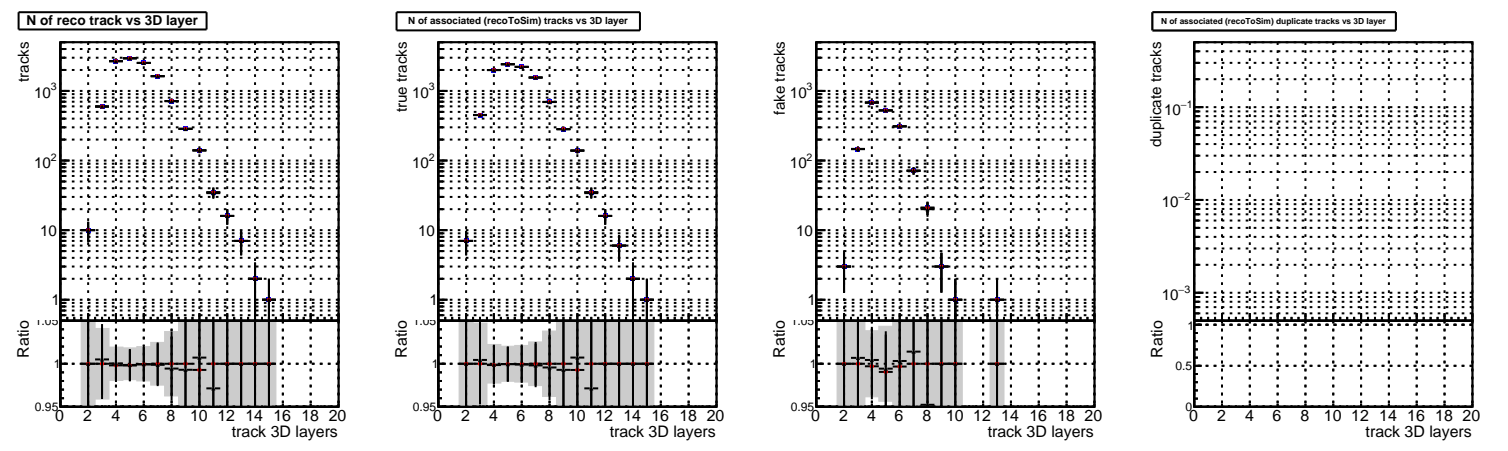 N of reco track vs 3D layer
tracks
10³
10²
10
1
Ratio
1.05
1
0.95
0 2 4 6 8 10 12 14 16 18 20
track 3D layers
N of associated (recoToSim) tracks vs 3D layer
true tracks
10³
10²
10
1
Ratio
1.05
1
0.95
0 2 4 6 8 10 12 14 16 18 20
track 3D layers
fake tracks
10³
10²
10
1
Ratio
1.05
1
0.95
0 2 4 6 8 10 12 14 16 18 20
track 3D layers
N of associated (recoToSim) duplicate tracks vs 3D layer
duplicate tracks
10⁻¹
10⁻²
10⁻³
Ratio
1
0.5
0
0 2 4 6 8 10 12 14 16 18 20
track 3D layers